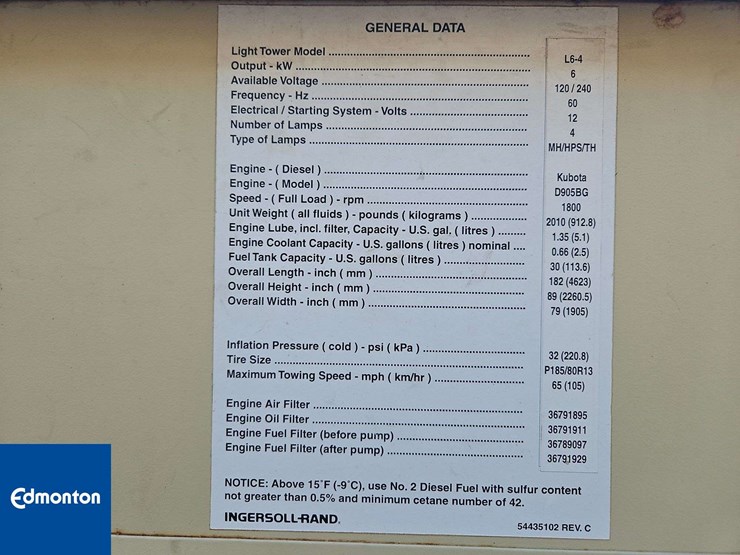 GENERAL DATA
Light Tower Model ........ L6-4
Output - kW ........ 6
Available Voltage ........ 120 / 240
Frequency - Hz ........ 60
Electrical / Starting System - Volts ........ 12
Number of Lamps ........ 4
Type of Lamps ........ MH/HPS/TH
Engine - ( Diesel ) ........ Kubota
Engine - ( Model ) ........ D905BG
Speed - ( Full Load ) - rpm ........ 1800
Unit Weight ( all fluids ) - pounds ( kilograms ) ........ 2010 (912.8)
Engine Lube, incl. filter, Capacity - U.S. gal, ( litres ) ........ 1.35 (5.1)
Engine Coolant Capacity - U.S. gallons ( litres ) nominal .... 0.66 (2.5)
Fuel Tank Capacity - U.S. gallons ( litres ) ........ 30 (113.6)
Overall Length - inch ( mm ) ........ 182 (4623)
Overall Height - inch ( mm ) ........ 89 (2260.5)
Overall Width - inch ( mm ) ........ 79 (1905)
Inflation Pressure ( cold ) - psi ( kPa ) ........ 32 (220.8)
Tire Size ........ P185/80R13
Maximum Towing Speed - mph ( km/hr ) ........ 65 (105)
Engine Air Filter ........ 36791895
Engine Oil Filter ........ 36791911
Engine Fuel Filter (before pump) ........ 36789097
Engine Fuel Filter (after pump) ........ 36791929
NOTICE: Above 15˚F (-9˚C), use No. 2 Diesel Fuel with sulfur content
not greater than 0.5% and minimum cetane number of 42.
INGERSOLL-RAND.
54435102 REV. C
Edmonton